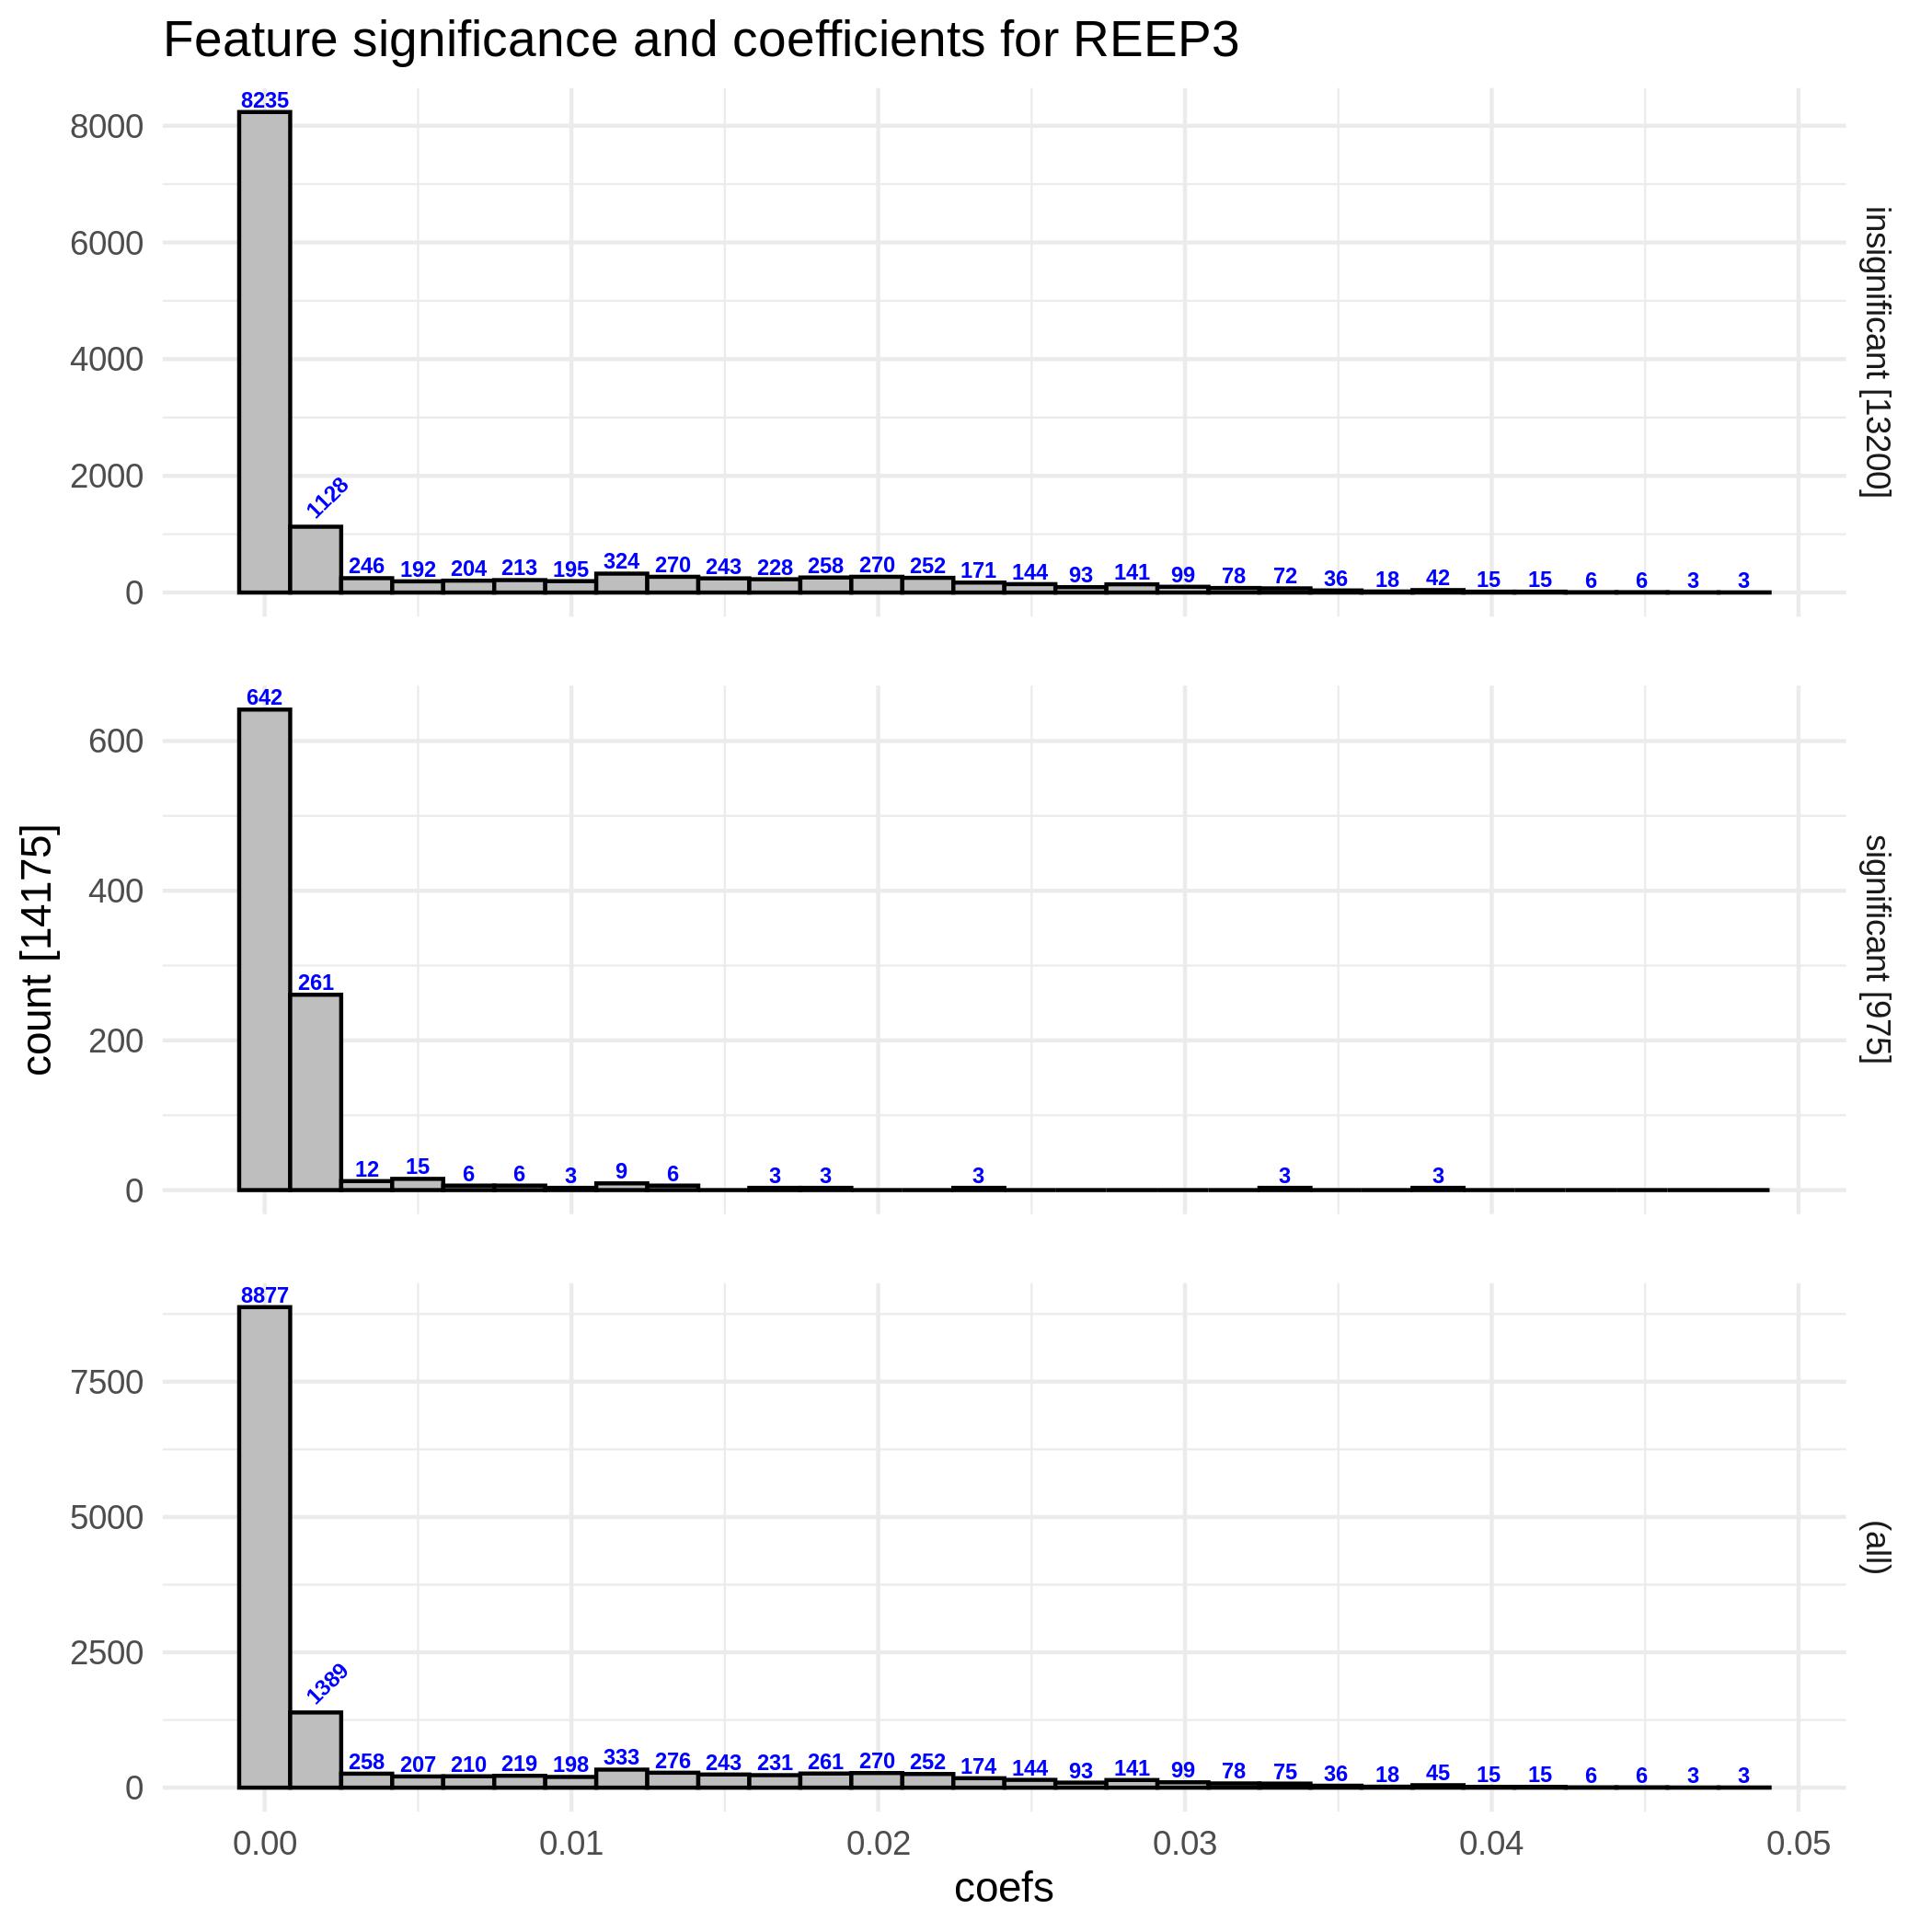 Feature significance and coefficients for REEP3
count [14175]
8000
6000
4000
2000
0
8235
1128
246 192 204 213 195 324 270 243 228 258 270 252 171 144 93 141 99 78 72 36 18 42 15 15 6 6 3 3
insignificant [13200]
600
400
200
0
642
261
12 15 6 6 3 9 6 3 3 3 3 3
significant [975]
7500
5000
2500
0
8877
1389
258 207 210 219 198 333 276 243 231 261 270 252 174 144 93 141 99 78 75 36 18 45 15 15 6 6 3 3
(all)
0.00 0.01 0.02 0.03 0.04 0.05
coefs